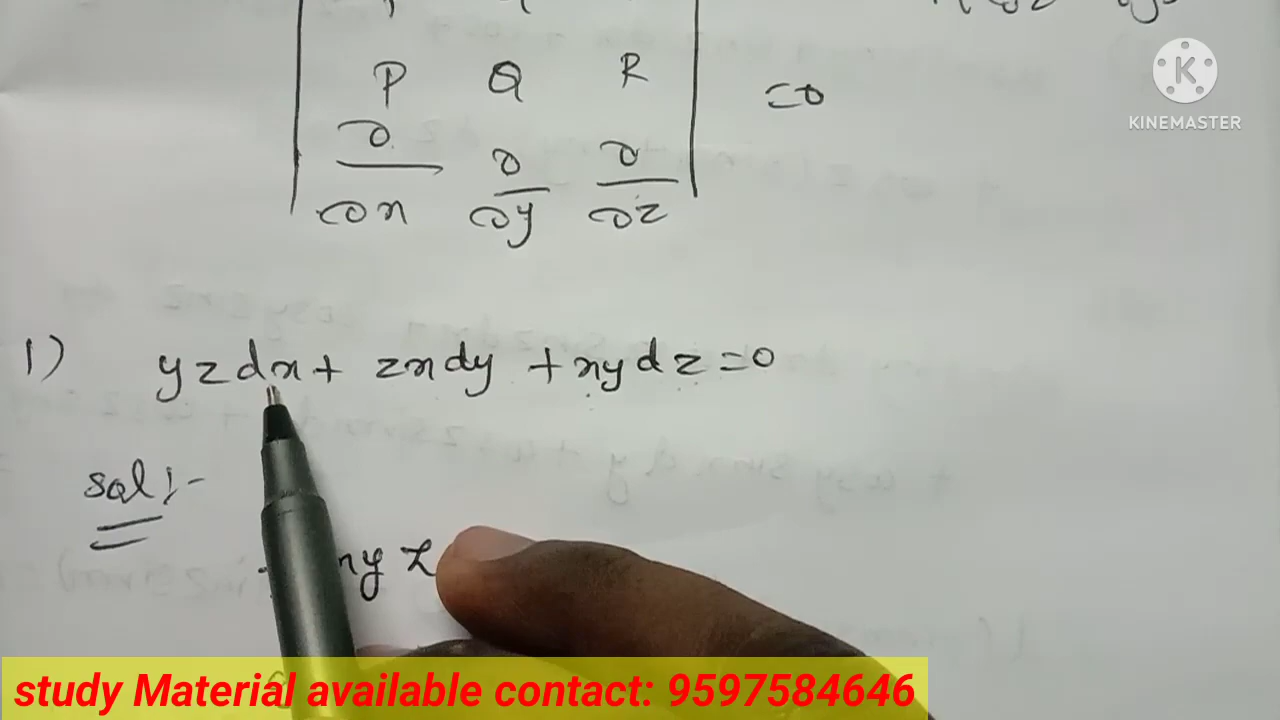 P Q R
=0
KINEMASTER
∂/∂x ∂/∂y ∂/∂z
1) yzdx + zxdy + xydz=0
Sol:-
xyz
study Material available contact: 9597584646